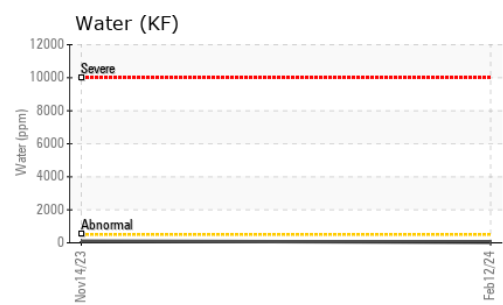 Water (KF)
12000
10000
8000
6000
4000
2000
0
Water (ppm)
Severe
Abnormal
Nov14/23
Feb12/24